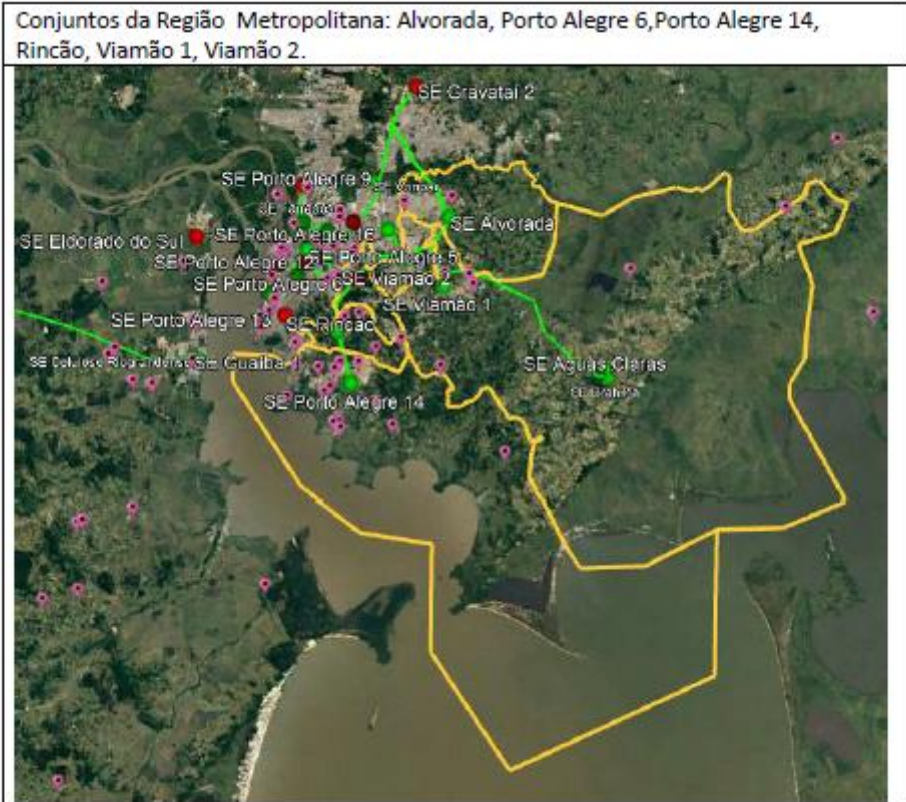 Conjuntos da Região Metropolitana: Alvorada, Porto Alegre 6,Porto Alegre 14,
Rincão, Viamão 1, Viamão 2.
SE Gravataí 2
SE Porto Alegre 9
SE Alvorada
SE Eldorado do Sul
SE Porto Alegre 16
SE Porto Alegre 12
SE Porto Alegre 5
SE Porto Alegre 6
SE Viamão 2
SE Viamão 1
SE Porto Alegre 13
SE Rincão
SE Celulose Riograndense
SE Guaíba 1
SE Águas Claras
SE Porto Alegre 14